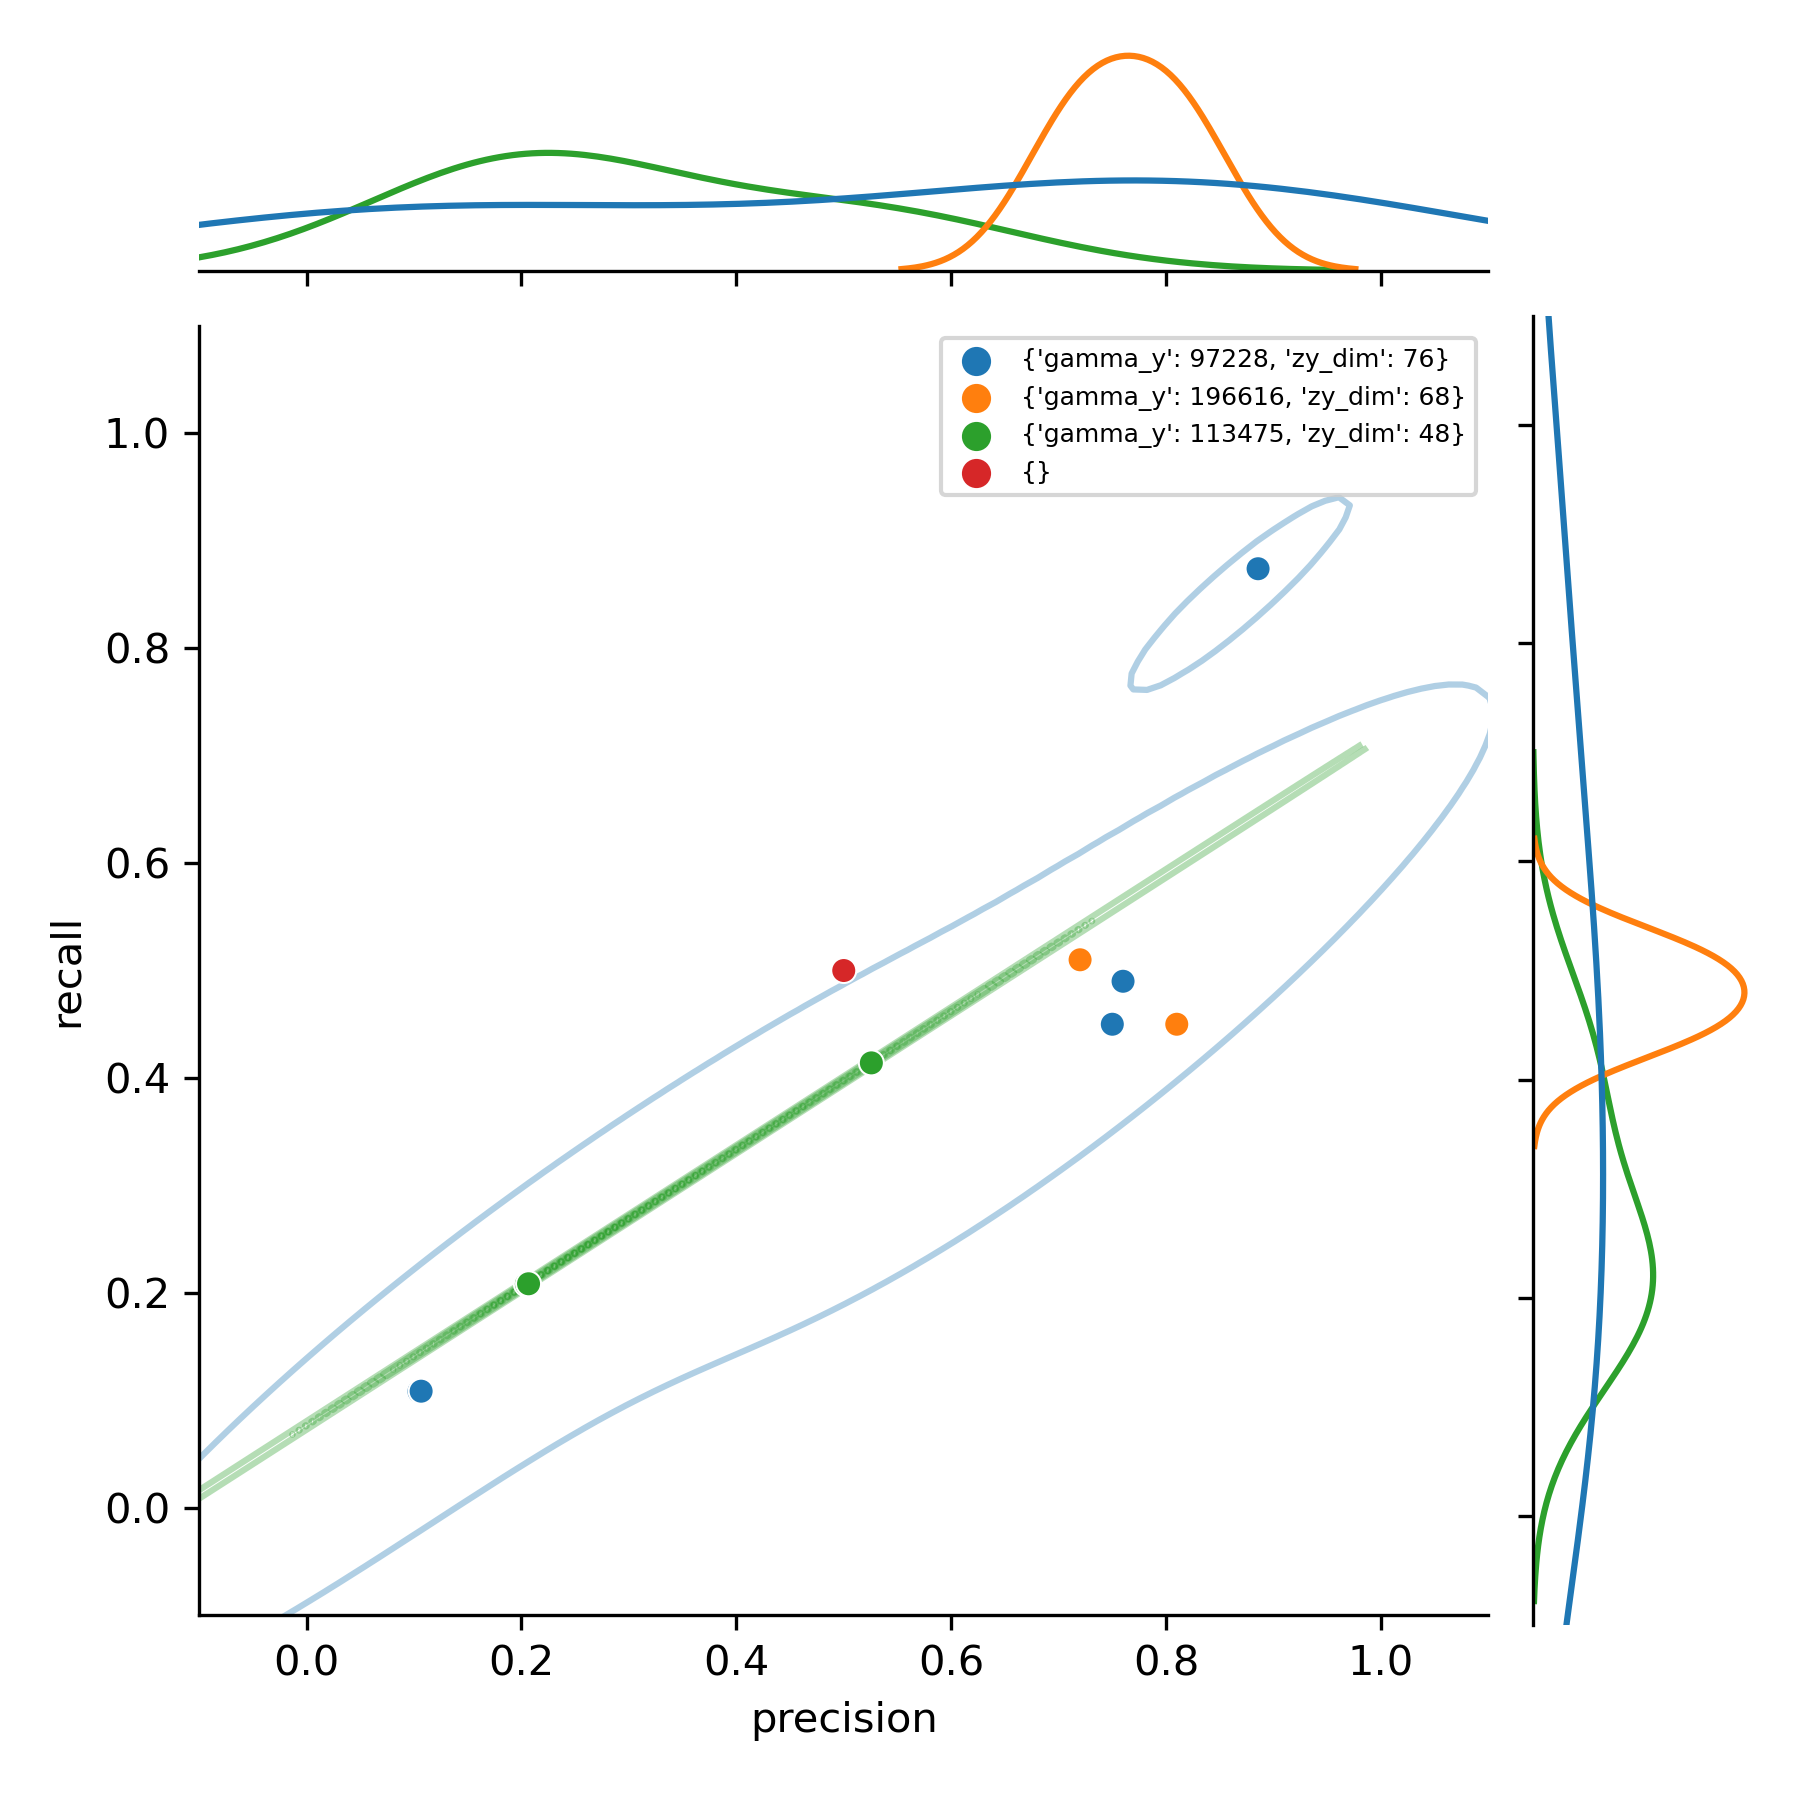 {'gamma_y': 97228, 'zy_dim': 76}
{'gamma_y': 196616, 'zy_dim': 68}
{'gamma_y': 113475, 'zy_dim': 48}
{}
1.0
0.8
0.6
0.4
0.2
0.0
recall
0.0 0.2 0.4 0.6 0.8 1.0
precision